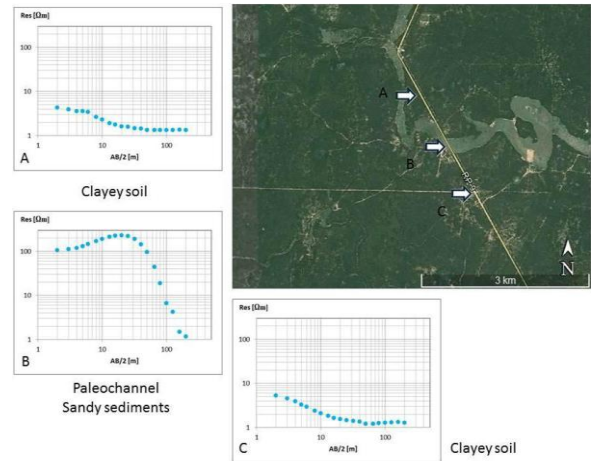 Res [Ωm]
100
10
1
1 10 100
AB/2 [m]
A
Clayey soil
Res [Ωm]
100
10
1
1 10 100
AB/2 [m]
B
Paleochannel
Sandy sediments
A
B
C
N
3 km
Res [Ωm]
100
10
1
1 10 100
AB/2 [m]
C
Clayey soil